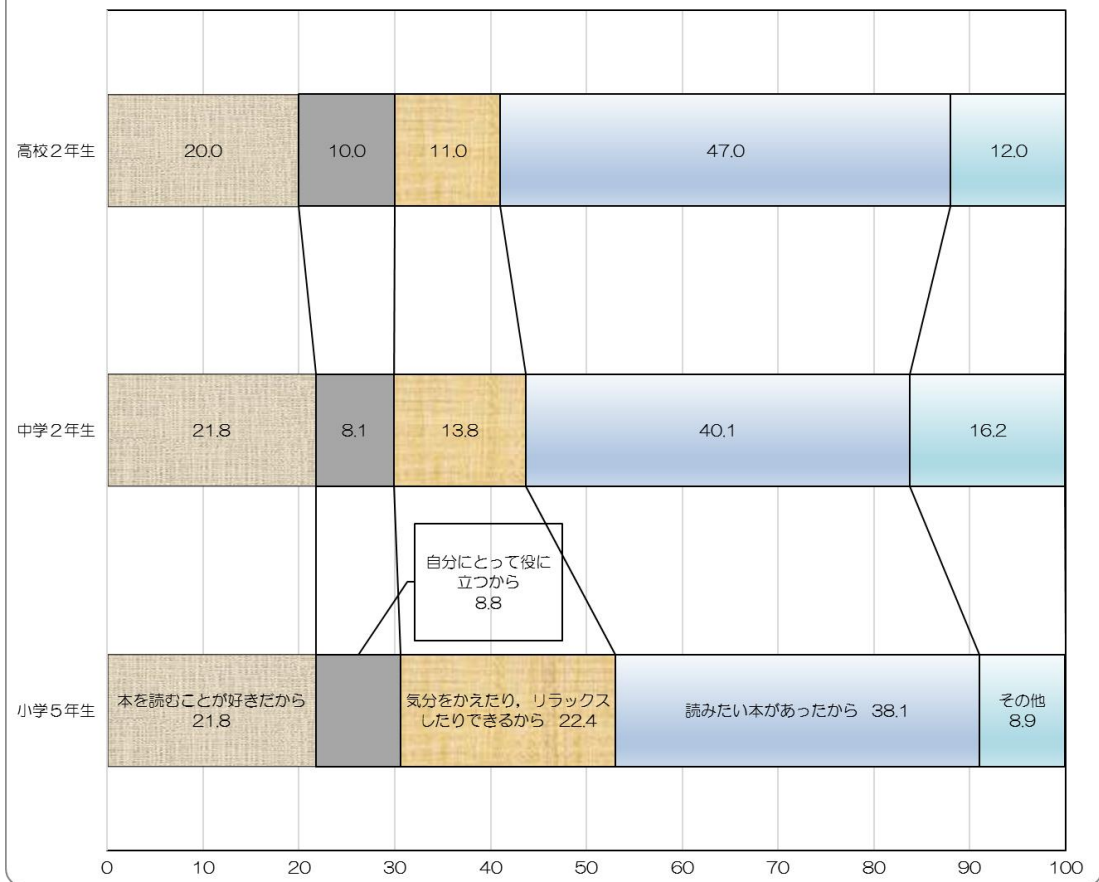 高校２年生
20.0
10.0
11.0
47.0
12.0
中学２年生
21.8
8.1
13.8
40.1
16.2
自分にとって役に
立つから
8.8
小学５年生
本を読むことが好きだから
21.8
気分をかえたり，リラックス
したりできるから 22.4
読みたい本があったから 38.1
その他
8.9
0 10 20 30 40 50 60 70 80 90 100